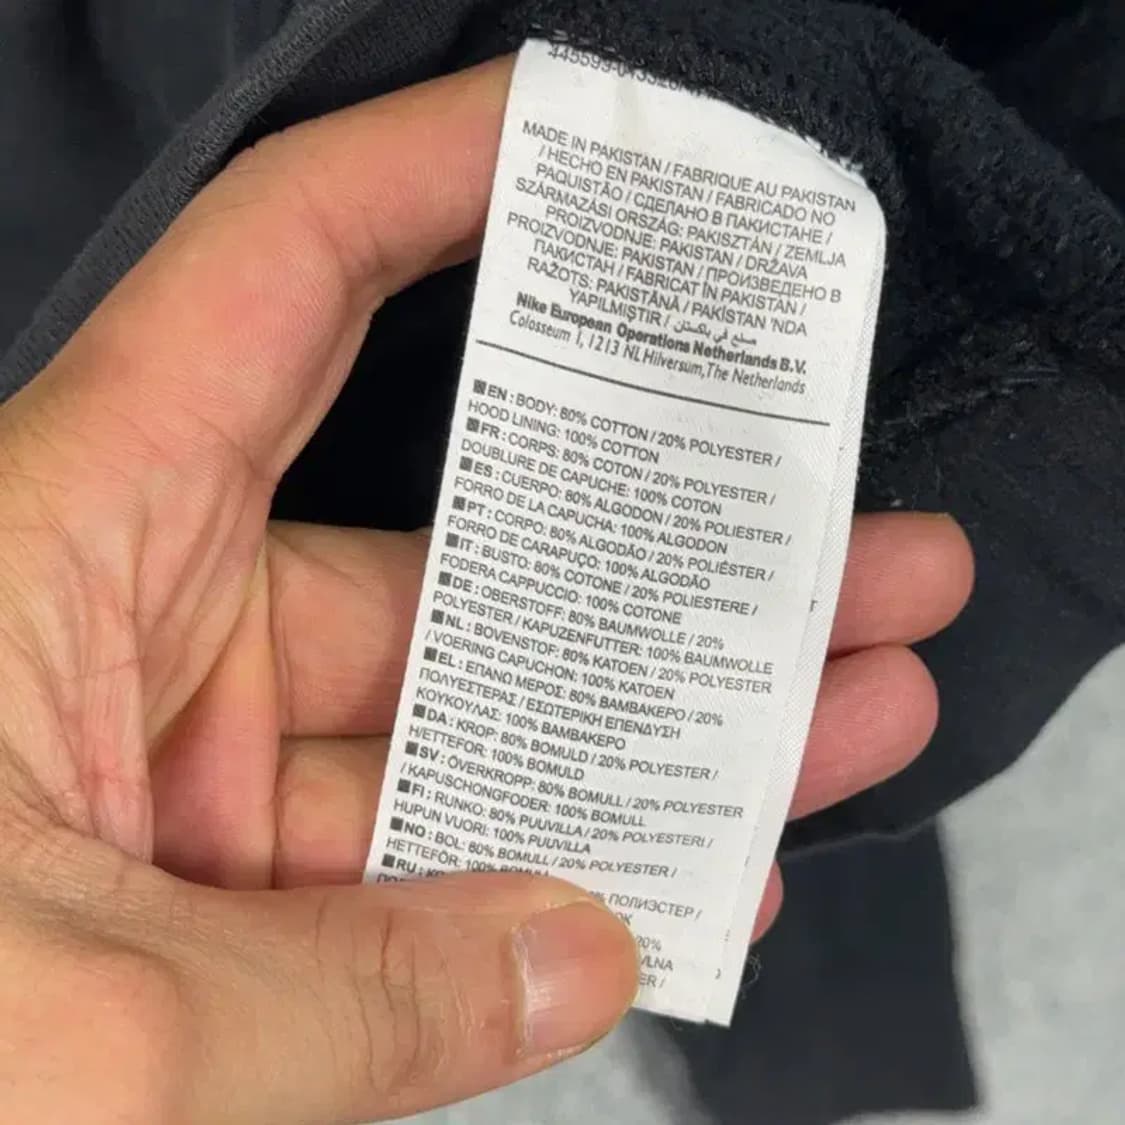 MADE IN PAKISTAN / FABRIQUE AU PAKISTAN
/ HECHO EN PAKISTAN / FABRICADO NO
PAQUISTÃO / СДЕЛАНО В ПАКИСТАНЕ /
SZÁRMAZÁSI ORSZÁG: PAKISZTÁN / ZEMLJA
PROIZVODNJE: PAKISTAN / DRŽAVA
PROIZVODNJE: PAKISTAN / ПРОИЗВЕДЕНО В
ПАКИСТАН / FABRICAT ÎN PAKISTAN /
RAŽOTS: PAKISTĀNĀ / PAKİSTAN 'NDA
YAPILMIŞTIR / صنع في باكستان
Nike European Operations Netherlands B.V.
Colosseum 1, 1213 NL Hilversum, The Netherlands
EN : BODY: 80% COTTON / 20% POLYESTER /
HOOD LINING: 100% COTTON
FR : CORPS: 80% COTON / 20% POLYESTER /
DOUBLURE DE CAPUCHE: 100% COTON
ES : CUERPO: 80% ALGODON / 20% POLIESTER /
FORRO DE LA CAPUCHA: 100% ALGODON
PT : CORPO: 80% ALGODÃO / 20% POLIÉSTER /
FORRO DE CARAPUÇO: 100% ALGODÃO
IT : BUSTO: 80% COTONE / 20% POLIESTERE /
FODERA CAPPUCCIO: 100% COTONE
DE : OBERSTOFF: 80% BAUMWOLLE / 20%
POLYESTER / KAPUZENFUTTER: 100% BAUMWOLLE
NL : BOVENSTOF: 80% KATOEN / 20% POLYESTER
/ VOERING CAPUCHON: 100% KATOEN
EL : ΕΠΑΝΩ ΜΕΡΟΣ: 80% ΒΑΜΒΑΚΕΡΟ / 20%
ΠΟΛΥΕΣΤΕΡΑΣ / ΕΣΩΤΕΡΙΚΗ ΕΠΕΝΔΥΣΗ
ΚΟΥΚΟΥΛΑΣ: 100% ΒΑΜΒΑΚΕΡΟ
DA : KROP: 80% BOMULD / 20% POLYESTER /
HÆTTEFOR: 100% BOMULD
SV : ÖVERKROPP: 80% BOMULL / 20% POLYESTER
/ KAPUSCHONGFODER: 100% BOMULL
FI : RUNKO: 80% PUUVILLA / 20% POLYESTERI /
HUPUN VUORI: 100% PUUVILLA
NO : BOL: 80% BOMULL / 20% POLYESTER /
HETTEFÔR: 100% BOMULL
RU :
ПОЛИЭСТЕР /
20%